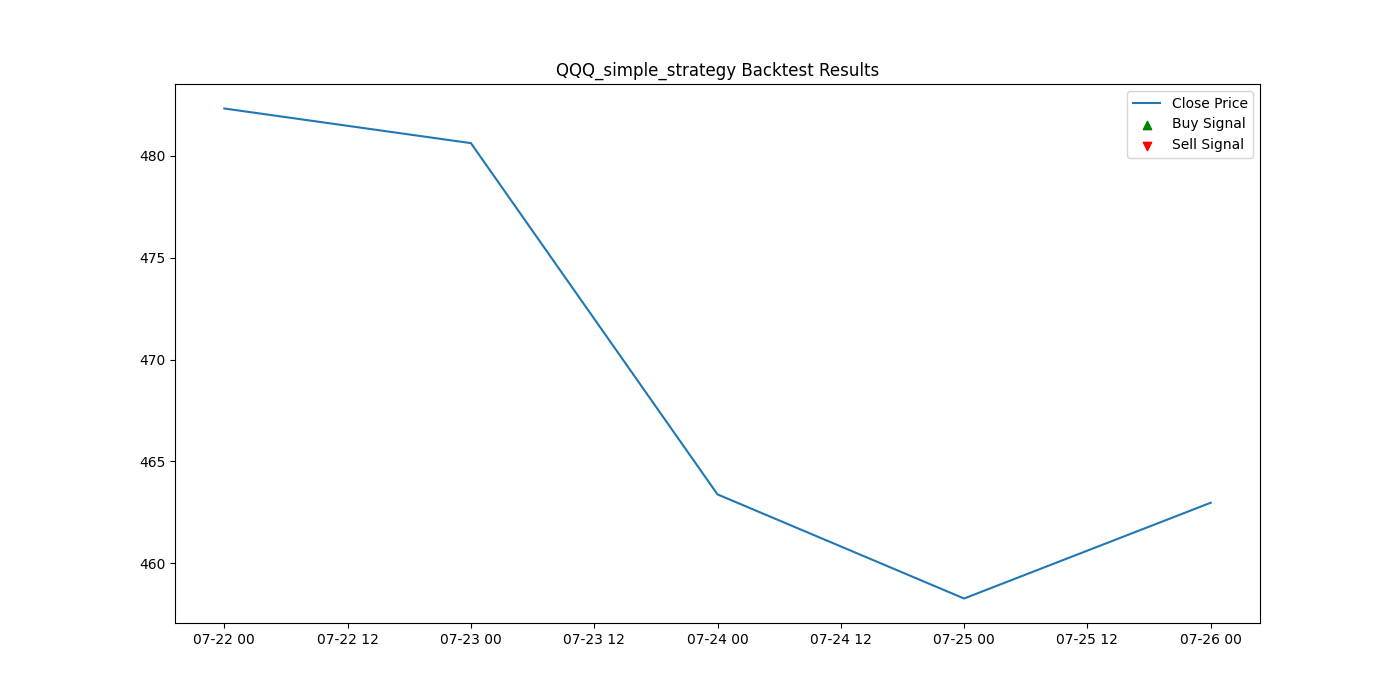 QQQ_simple_strategy Backtest Results
Close Price
Buy Signal
Sell Signal
480
475
470
465
460
07-22 00 07-22 12 07-23 00 07-23 12 07-24 00 07-24 12 07-25 00 07-25 12 07-26 00